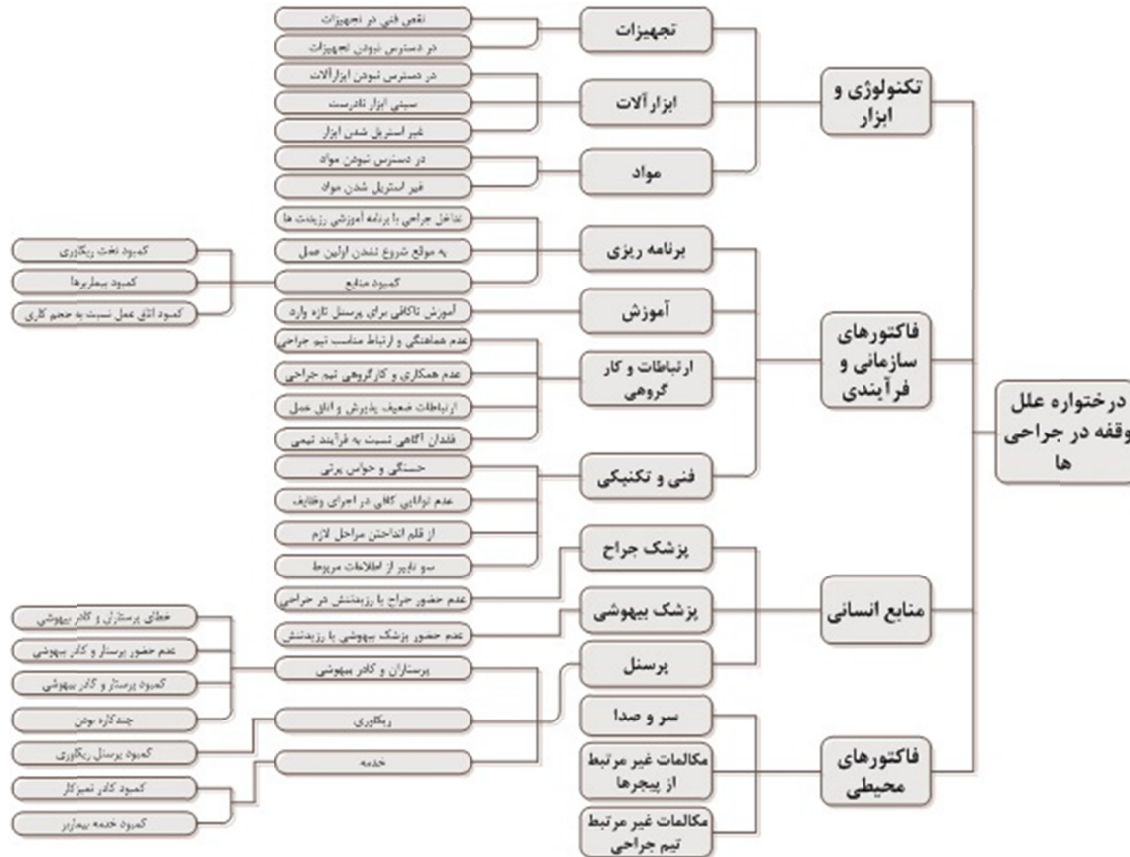 درختواره علل
وقفه در جراحی
ها
تکنولوژی و
ابزار
تجهیزات
نقص فنی در تجهیزات
در دسترس نبودن تجهیزات
ابزارآلات
در دسترس نبودن ابزارآلات
سینی ابزار نادرست
غیر استریل شدن ابزار
مواد
در دسترس نبودن مواد
غیر استریل شدن مواد
فاکتورهای
سازمانی و
فرآیندی
برنامه ریزی
تداخل جراحی با برنامه آموزشی رزیدنت ها
به موقع شروع نشدن اولین عمل
کمبود منابع
کمبود تخت ریکاوری
کمبود بیماربرها
کمبود اتاق عمل نسبت به حجم کاری
آموزش
آموزش ناکافی برای پرسنل تازه وارد
ارتباطات و کار
گروهی
عدم هماهنگی و ارتباط مناسب تیم جراحی
عدم همکاری و کارگروهی تیم جراحی
ارتباطات ضعیف پذیرش و اتاق عمل
فقدان آگاهی نسبت به فرآیند تیمی
فنی و تکنیکی
خستگی و حواس پرتی
عدم توانایی کافی در اجرای وظایف
از قلم انداختن مراحل لازم
سو تابیر از اطلاعات مربوط
منابع انسانی
پزشک جراح
عدم حضور جراح یا رزیدنتش در جراحی
پزشک بیهوشی
عدم حضور پزشک بیهوشی یا رزیدنتش
پرسنل
پرستاران و کادر بیهوشی
خطای پرستاران و کادر بیهوشی
عدم حضور پرستار و کادر بیهوشی
کمبود پرستار و کادر بیهوشی
چندکاره بودن
ریکاوری
کمبود پرسنل ریکاوری
خدمه
کمبود کادر تمیزکار
کمبود خدمه بیماربر
فاکتورهای
محیطی
سر و صدا
مکالمات غیر مرتبط
از پیجرها
مکالمات غیر مرتبط
تیم جراحی